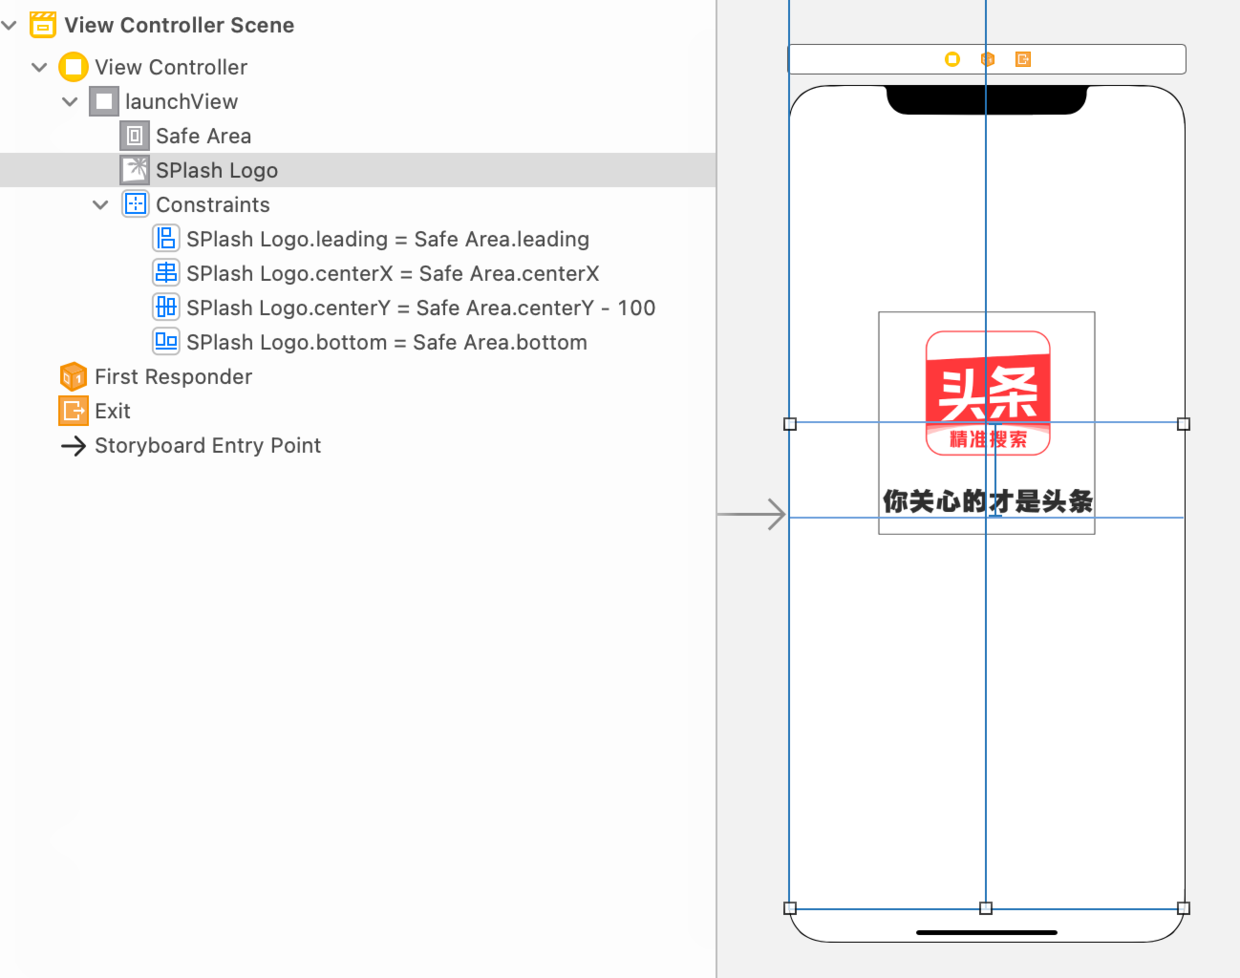 View Controller Scene
View Controller
launchView
Safe Area
SPlash Logo
Constraints
SPlash Logo.leading = Safe Area.leading
SPlash Logo.centerX = Safe Area.centerX
SPlash Logo.centerY = Safe Area.centerY - 100
SPlash Logo.bottom = Safe Area.bottom
First Responder
Exit
Storyboard Entry Point
头条
精准搜索
你关心的才是头条